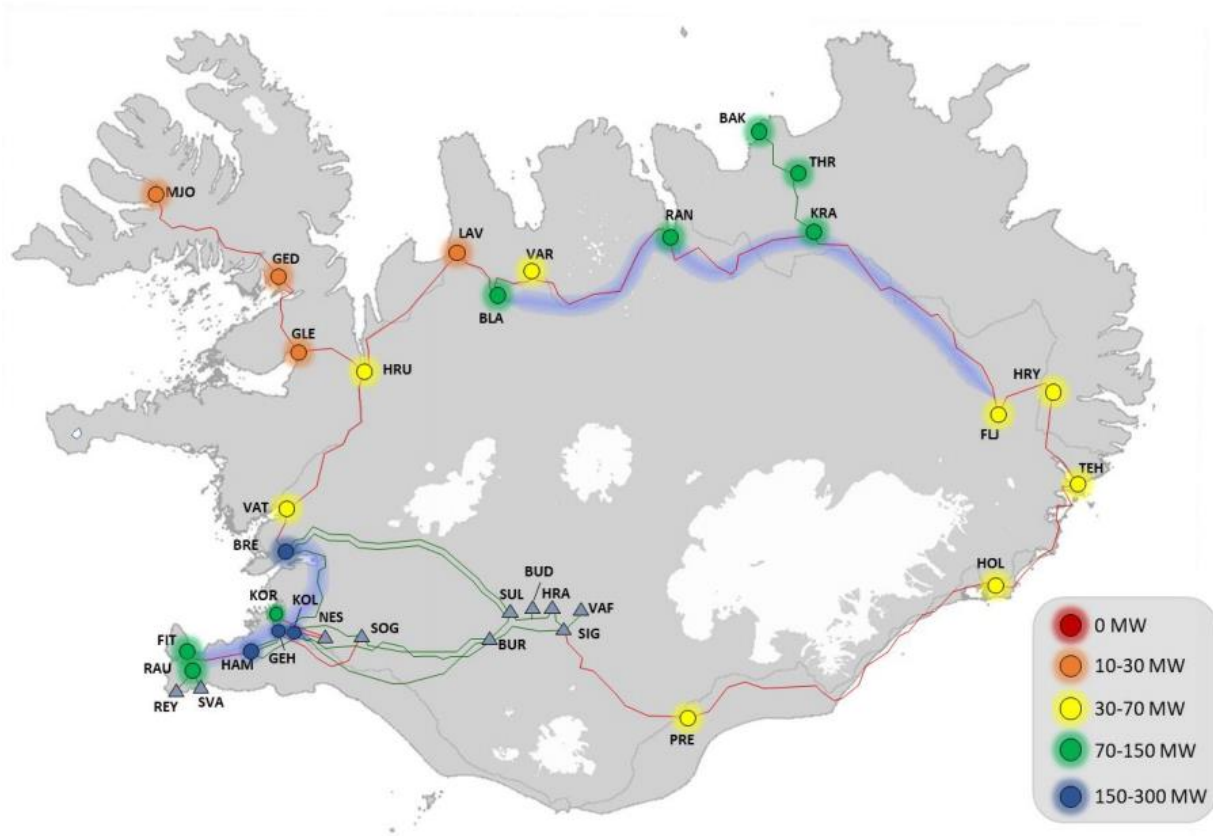 BAK
THR
MJO
RAN
KRA
LAV
GED
VAR
BLA
GLE
HRU
HRY
FLJ
TEH
VAT
BRE
HOL
BUD
KOR
KOL
SUL
HRA
VAF
NES
SOG
FIT
BUR
SIG
GEH
HAM
RAU
REY
SVA
PRE
0 MW
10-30 MW
30-70 MW
70-150 MW
150-300 MW